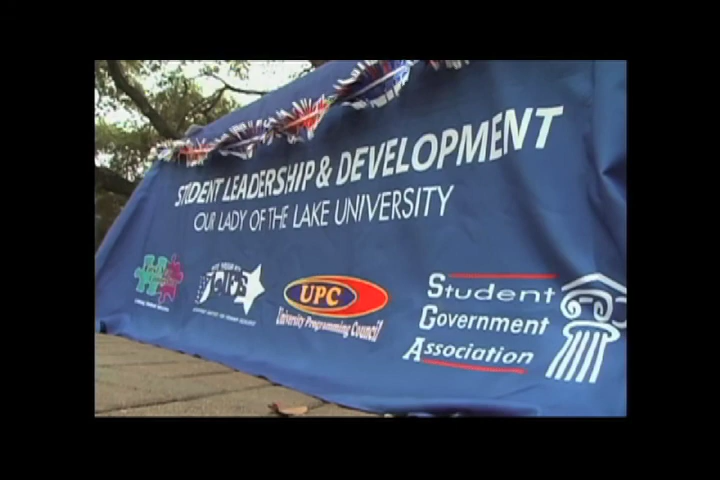 STUDENT LEADERSHIP & DEVELOPMENT
OUR LADY OF THE LAKE UNIVERSITY
UPC
University Programming Council
Student
Government
Association